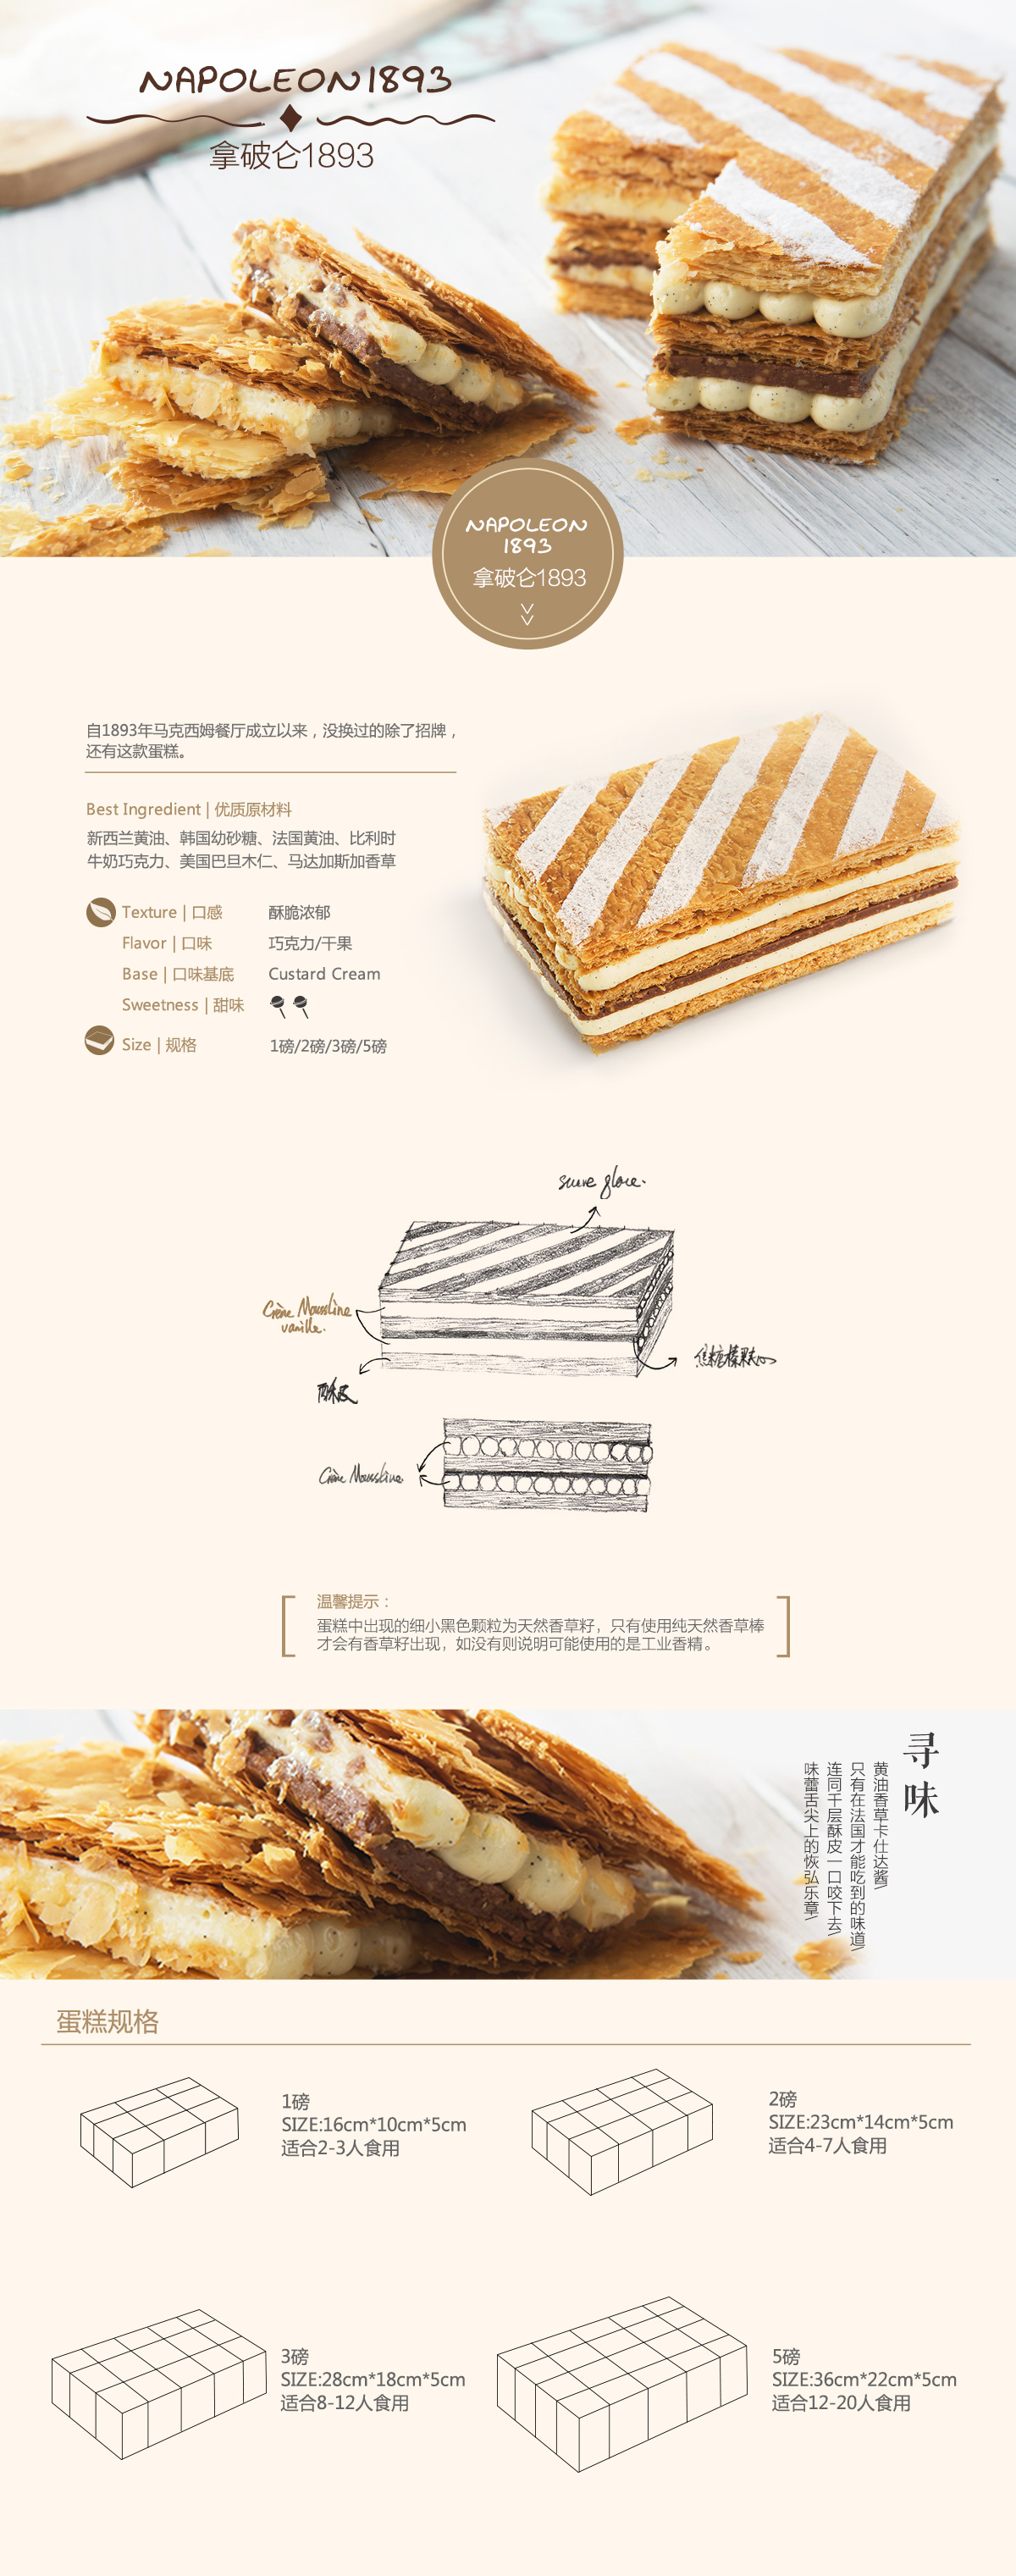 NAPOLEON1893
拿破仑1893
NAPOLEON
1893
拿破仑1893
自1893年马克西姆餐厅成立以来，没换过的除了招牌，
还有这款蛋糕。
Best Ingredient | 优质原材料
新西兰黄油、韩国幼砂糖、法国黄油、比利时
牛奶巧克力、美国巴旦木仁、马达加斯加香草
Texture | 口感 酥脆浓郁
Flavor | 口味 巧克力/干果
Base | 口味基底 Custard Cream
Sweetness | 甜味
Size | 规格 1磅/2磅/3磅/5磅
Crème Mousseline
vanille.
酥皮
Crème Mousseline
温馨提示：
蛋糕中出现的细小黑色颗粒为天然香草籽，只有使用纯天然香草棒
才会有香草籽出现，如没有则说明可能使用的是工业香精。
寻味
黄油香草卡仕达酱/
只有在法国才能吃到的味道/
连同千层酥皮一口咬下去/
味蕾舌尖上的恢弘乐章/
蛋糕规格
1磅
SIZE:16cm*10cm*5cm
适合2-3人食用
2磅
SIZE:23cm*14cm*5cm
适合4-7人食用
3磅
SIZE:28cm*18cm*5cm
适合8-12人食用
5磅
SIZE:36cm*22cm*5cm
适合12-20人食用